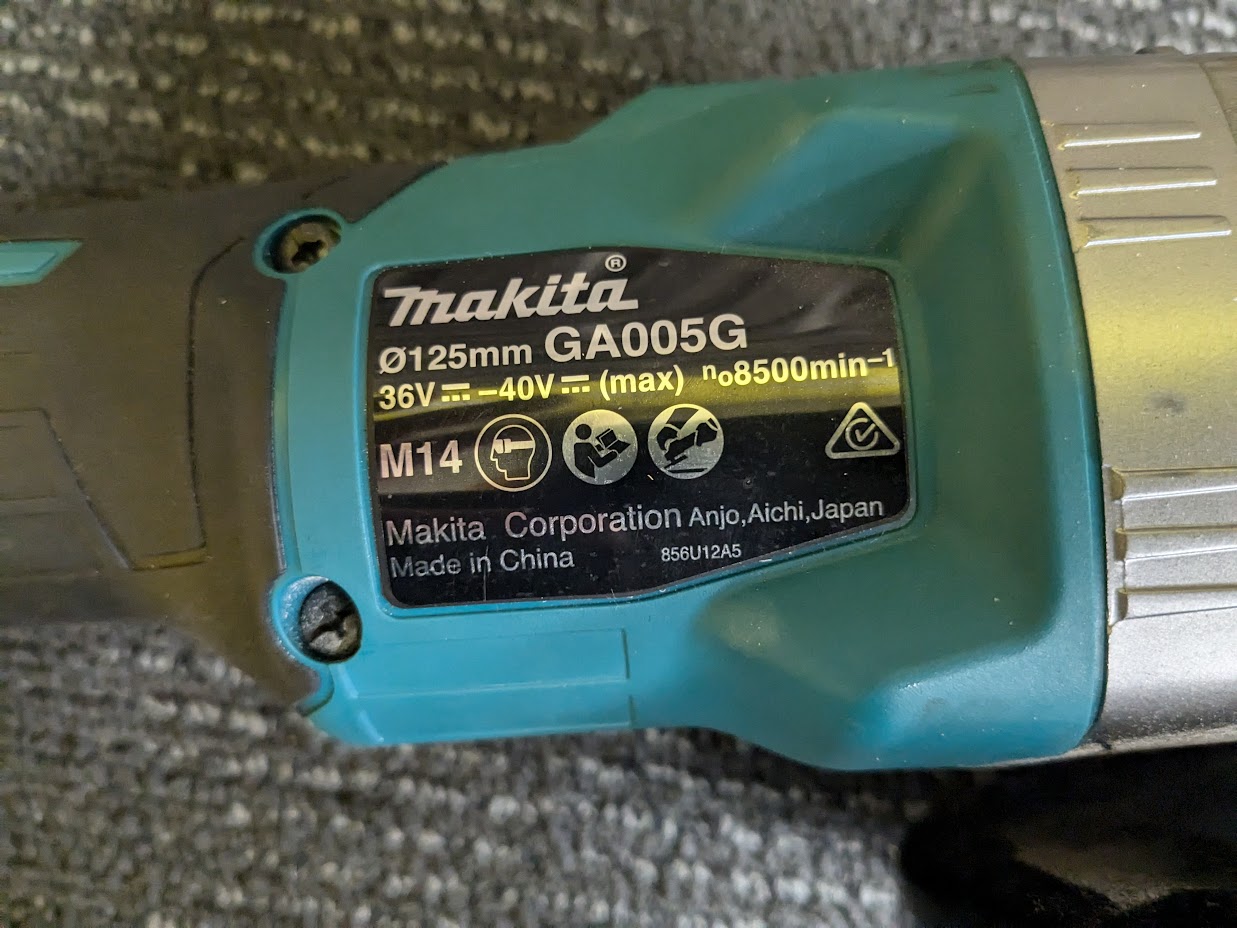 makita®
Ø125mm GA005G
36V⎓–40V⎓(max) n₀8500min⁻¹
M14
Makita Corporation Anjo,Aichi,Japan
Made in China 856U12A5